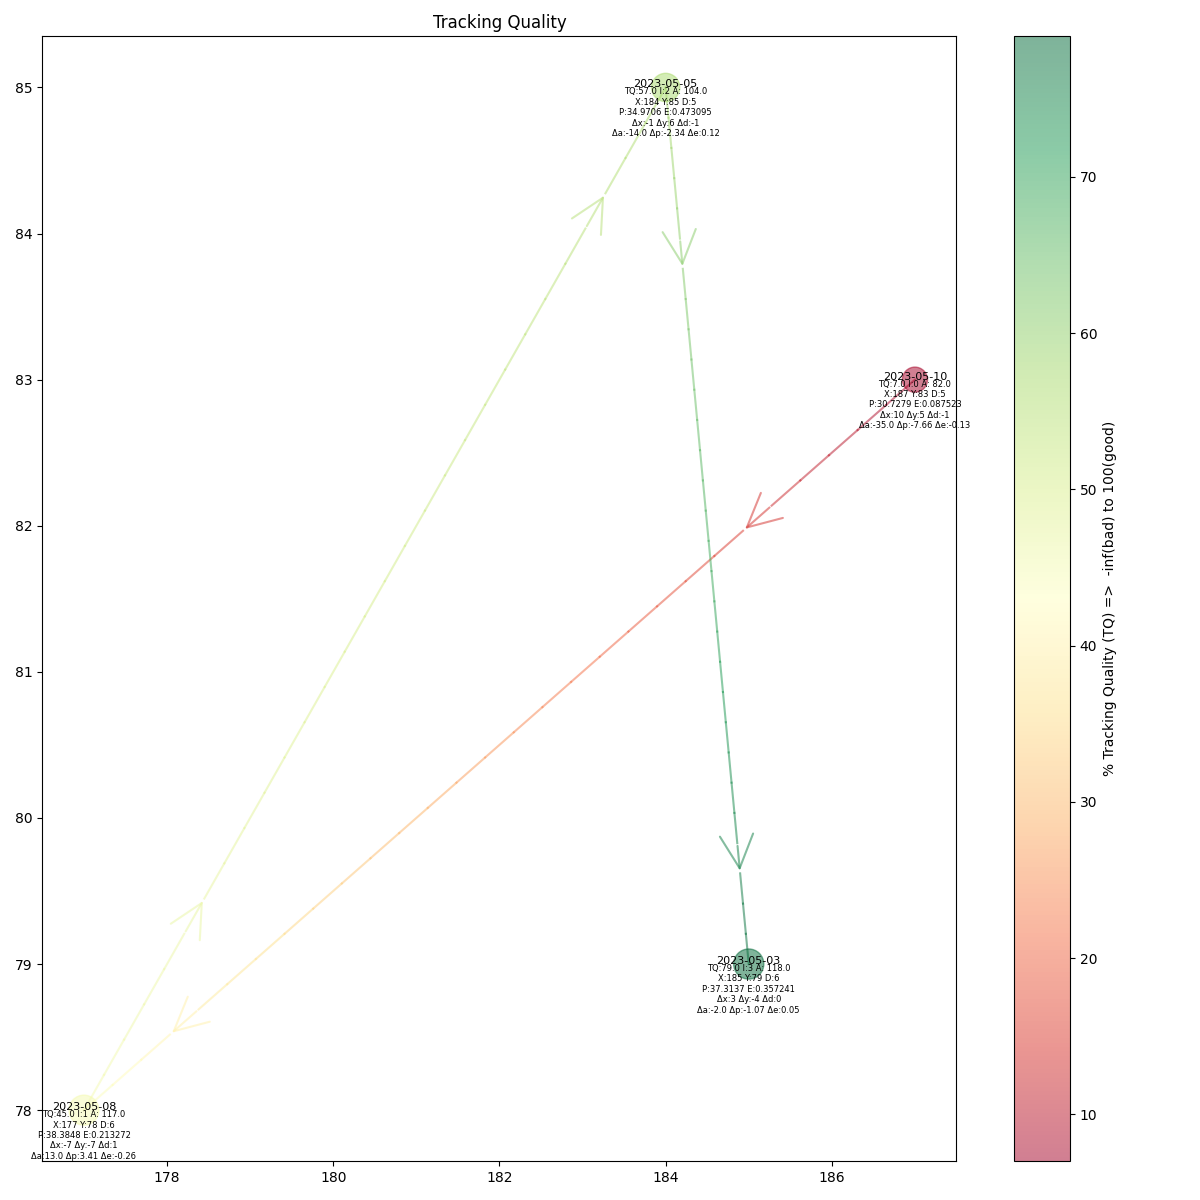 Tracking Quality
85
84
83
82
81
80
79
78
178
180
182
184
186
2023-05-05
TQ:57.0 I:2 A: 104.0
X:184 Y:85 D:5
P:34.9706 E:0.473095
Δx:-1 Δy:6 Δd:-1
Δa:-14.0 Δp:-2.34 Δe:0.12
2023-05-10
TQ:7.0 I:0 A: 82.0
X:187 Y:83 D:5
P:30.7279 E:0.087523
Δx:10 Δy:5 Δd:-1
Δa:-35.0 Δp:-7.66 Δe:-0.13
2023-05-03
TQ:79.0 I:3 A: 118.0
X:185 Y:79 D:6
P:37.3137 E:0.357241
Δx:3 Δy:-4 Δd:0
Δa:-2.0 Δp:-1.07 Δe:0.05
2023-05-08
TQ:45.0 I:1 A: 117.0
X:177 Y:78 D:6
P:38.3848 E:0.213272
Δx:-7 Δy:-7 Δd:1
Δa:13.0 Δp:3.41 Δe:-0.26
70
60
50
40
30
20
10
% Tracking Quality (TQ) => -inf(bad) to 100(good)